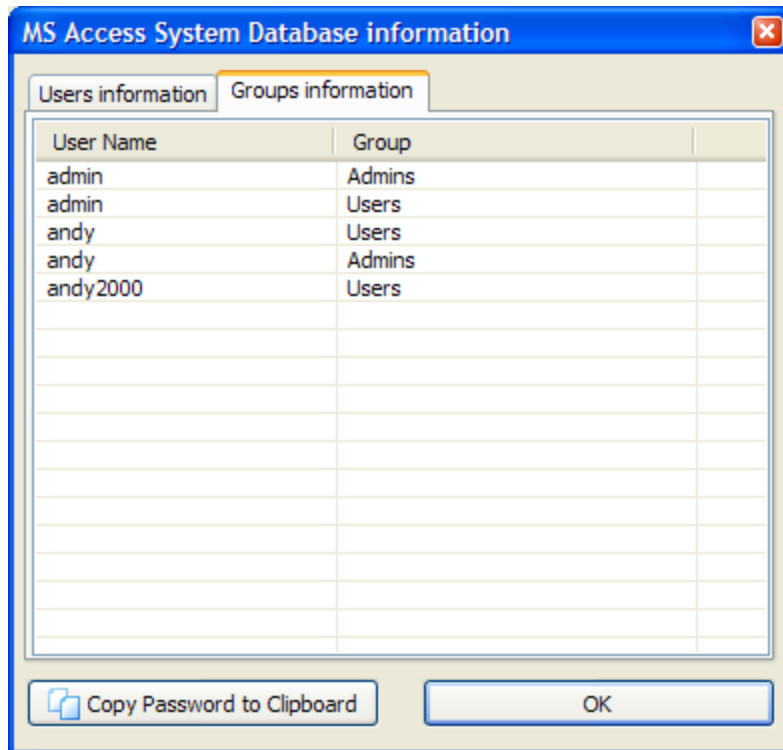 MS Access System Database information
Users information Groups information
User Name Group
admin Admins
admin Users
andy Users
andy Admins
andy2000 Users
Copy Password to Clipboard OK